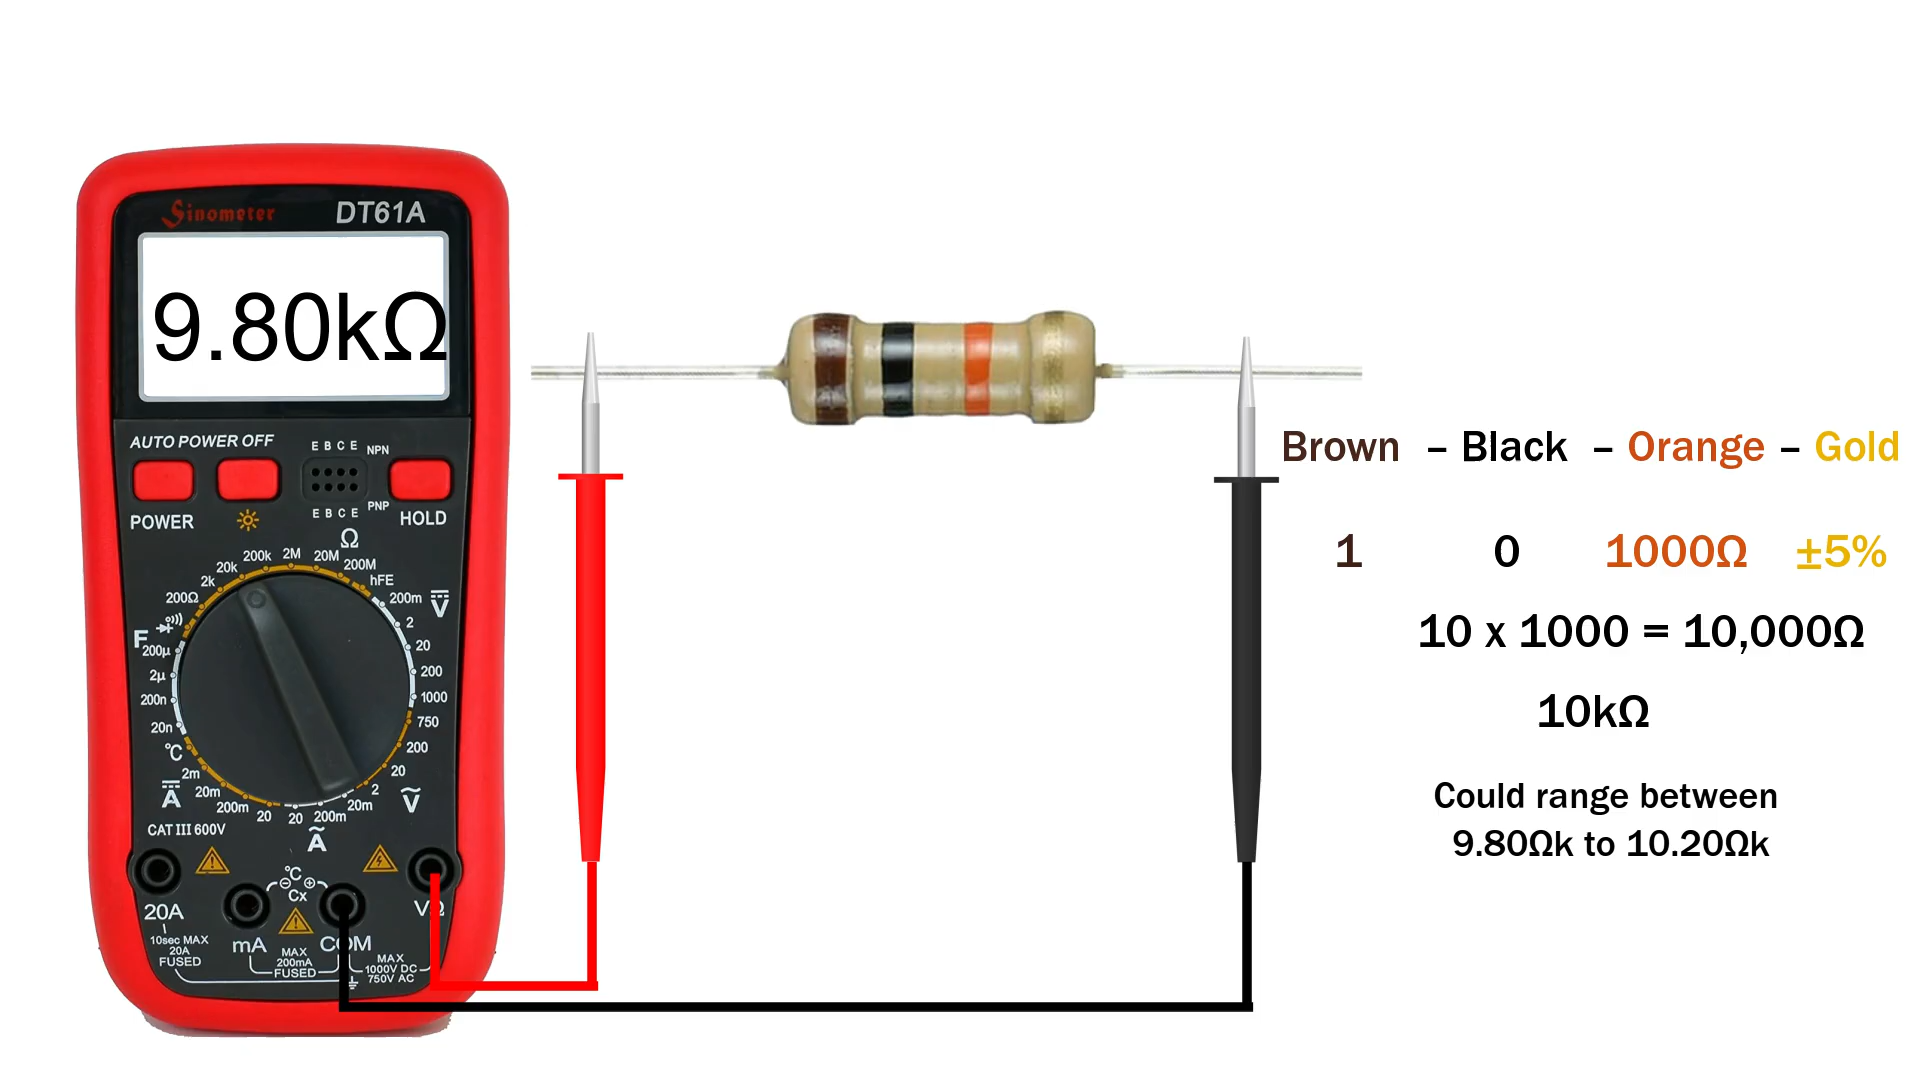 Sinometer DT61A
9.80kΩ
AUTO POWER OFF
E B C E NPN
POWER
E B C E PNP
HOLD
Ω
200Ω 2k 20k 200k 2M 20M 200M
hFE
200m V
2
20
200
1000
750
200
20
2
V
F
200µ
2µ
200n
20n
°C
2m
A
20m
200m
20
20
200m
20m
A
CAT III 600V
°C
Cx
20A
mA
COM
VΩ
10sec MAX
20A
FUSED
MAX
200mA
FUSED
MAX
1000V DC
750V AC
Brown – Black – Orange – Gold
1 0 1000Ω ±5%
10 x 1000 = 10,000Ω
10kΩ
Could range between
9.80Ωk to 10.20Ωk